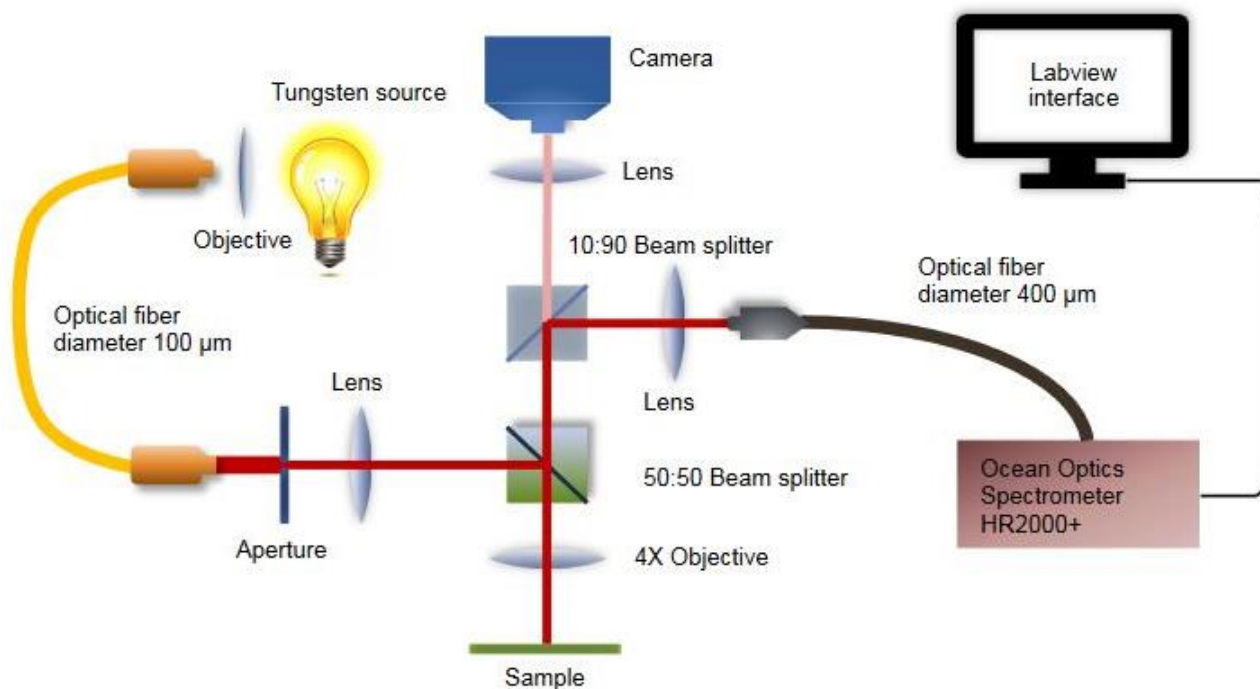 Camera
Labview
interface
Tungsten source
Lens
Objective
10:90 Beam splitter
Optical fiber
diameter 400 µm
Optical fiber
diameter 100 µm
Lens
Lens
50:50 Beam splitter
Ocean Optics
Spectrometer
HR2000+
Aperture
4X Objective
Sample